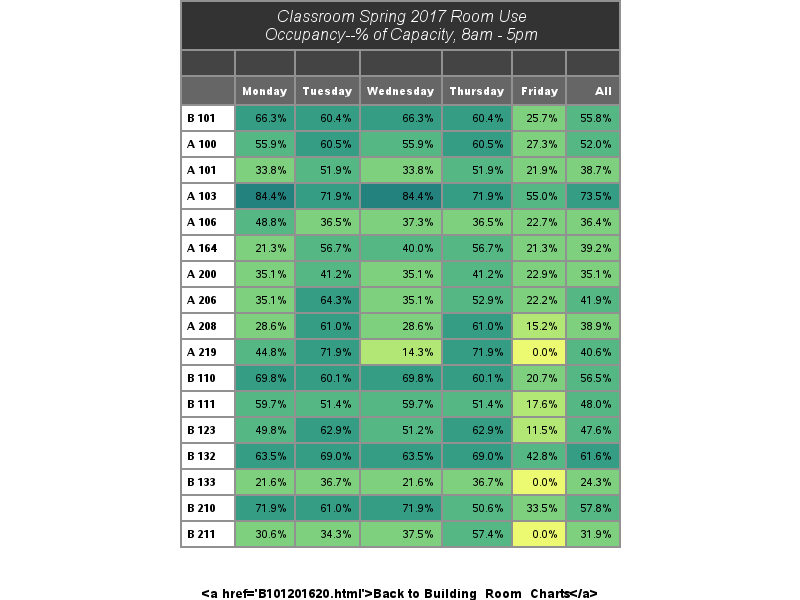 Classroom Spring 2017 Room Use
Occupancy--% of Capacity, 8am - 5pm
Monday Tuesday Wednesday Thursday Friday All
B 101 66.3% 60.4% 66.3% 60.4% 25.7% 55.8%
A 100 55.9% 60.5% 55.9% 60.5% 27.3% 52.0%
A 101 33.8% 51.9% 33.8% 51.9% 21.9% 38.7%
A 103 84.4% 71.9% 84.4% 71.9% 55.0% 73.5%
A 106 48.8% 36.5% 37.3% 36.5% 22.7% 36.4%
A 164 21.3% 56.7% 40.0% 56.7% 21.3% 39.2%
A 200 35.1% 41.2% 35.1% 41.2% 22.9% 35.1%
A 206 35.1% 64.3% 35.1% 52.9% 22.2% 41.9%
A 208 28.6% 61.0% 28.6% 61.0% 15.2% 38.9%
A 219 44.8% 71.9% 14.3% 71.9% 0.0% 40.6%
B 110 69.8% 60.1% 69.8% 60.1% 20.7% 56.5%
B 111 59.7% 51.4% 59.7% 51.4% 17.6% 48.0%
B 123 49.8% 62.9% 51.2% 62.9% 11.5% 47.6%
B 132 63.5% 69.0% 63.5% 69.0% 42.8% 61.6%
B 133 21.6% 36.7% 21.6% 36.7% 0.0% 24.3%
B 210 71.9% 61.0% 71.9% 50.6% 33.5% 57.8%
B 211 30.6% 34.3% 37.5% 57.4% 0.0% 31.9%
<a href='B101201620.html'>Back to Building_Room_Charts</a>